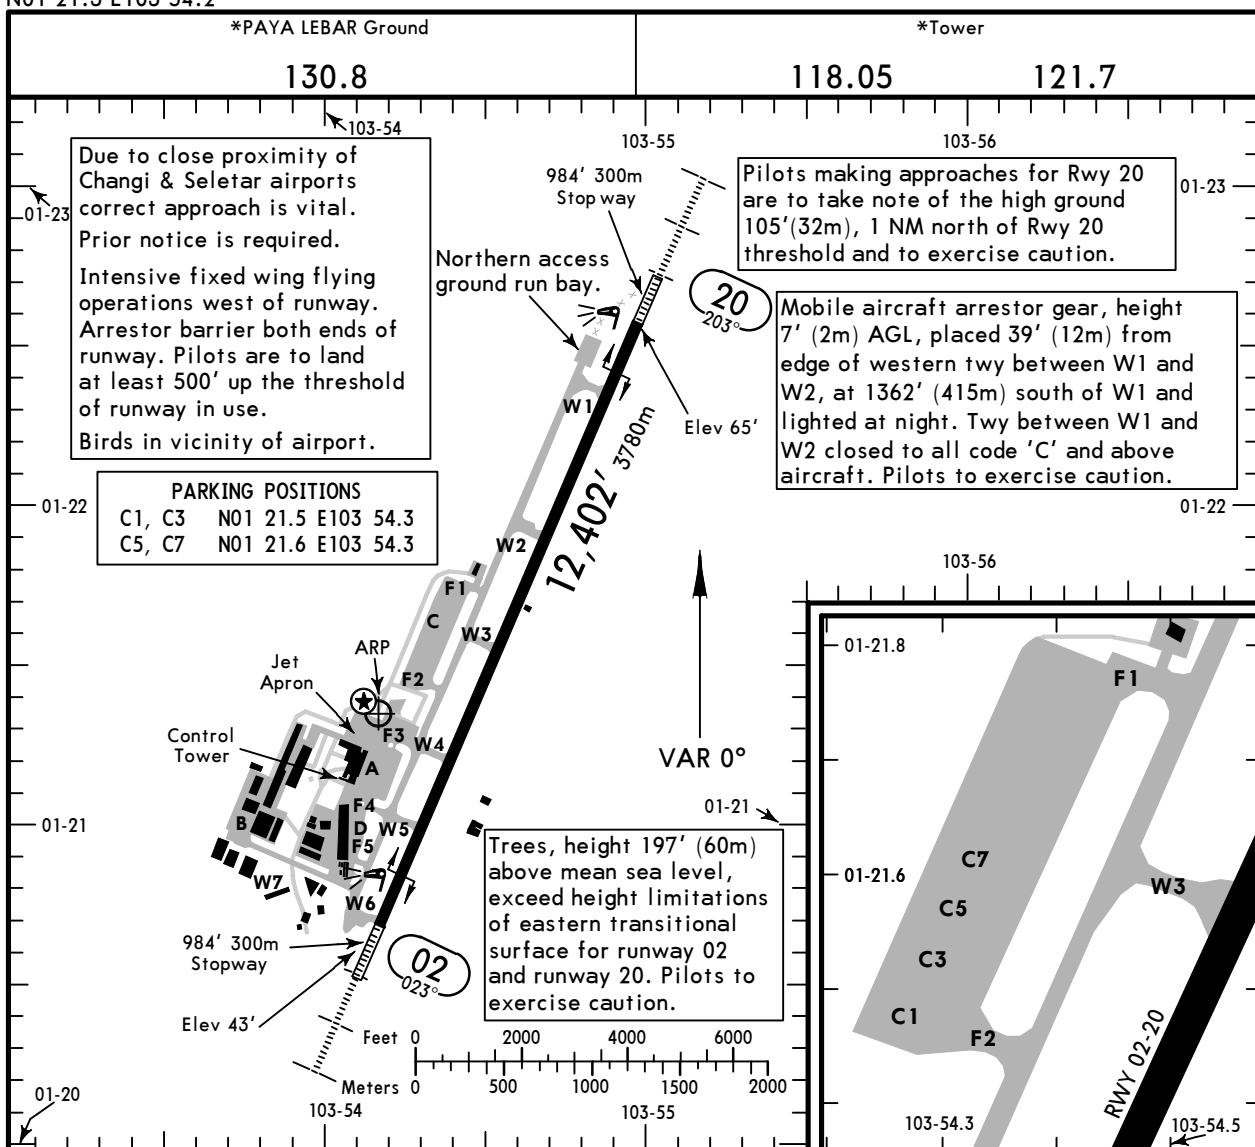 N01 21.5 E103 54.2
*PAYA LEBAR Ground
130.8
*Tower
118.05 121.7
103-54
103-55
103-56
01-23
01-23
Due to close proximity of
Changi & Seletar airports
correct approach is vital.
Prior notice is required.
Intensive fixed wing flying
operations west of runway.
Arrestor barrier both ends of
runway. Pilots are to land
at least 500' up the threshold
of runway in use.
Birds in vicinity of airport.
984' 300m
Stopway
Northern access
ground run bay.
Pilots making approaches for Rwy 20
are to take note of the high ground
105'(32m), 1 NM north of Rwy 20
threshold and to exercise caution.
20
203°
Mobile aircraft arrestor gear, height
7' (2m) AGL, placed 39' (12m) from
edge of western twy between W1 and
W2, at 1362' (415m) south of W1 and
lighted at night. Twy between W1 and
W2 closed to all code 'C' and above
aircraft. Pilots to exercise caution.
W1
Elev 65'
PARKING POSITIONS
C1, C3 N01 21.5 E103 54.3
C5, C7 N01 21.6 E103 54.3
01-22
01-22
12,402' 3780m
W2
103-56
F1
C
W3
ARP
Jet
Apron
F2
Control
Tower
F3
W4
A
VAR 0°
01-21
01-21
F4
B
D
W5
F5
W7
W6
Trees, height 197' (60m)
above mean sea level,
exceed height limitations
of eastern transitional
surface for runway 02
and runway 20. Pilots to
exercise caution.
984' 300m
Stopway
02
023°
Elev 43'
Feet 0 2000 4000 6000
Meters 0 500 1000 1500 2000
01-20
103-54
103-55
01-21.8
F1
01-21.6
C7
W3
C5
C3
C1
F2
RWY 02-20
103-54.3
103-54.5